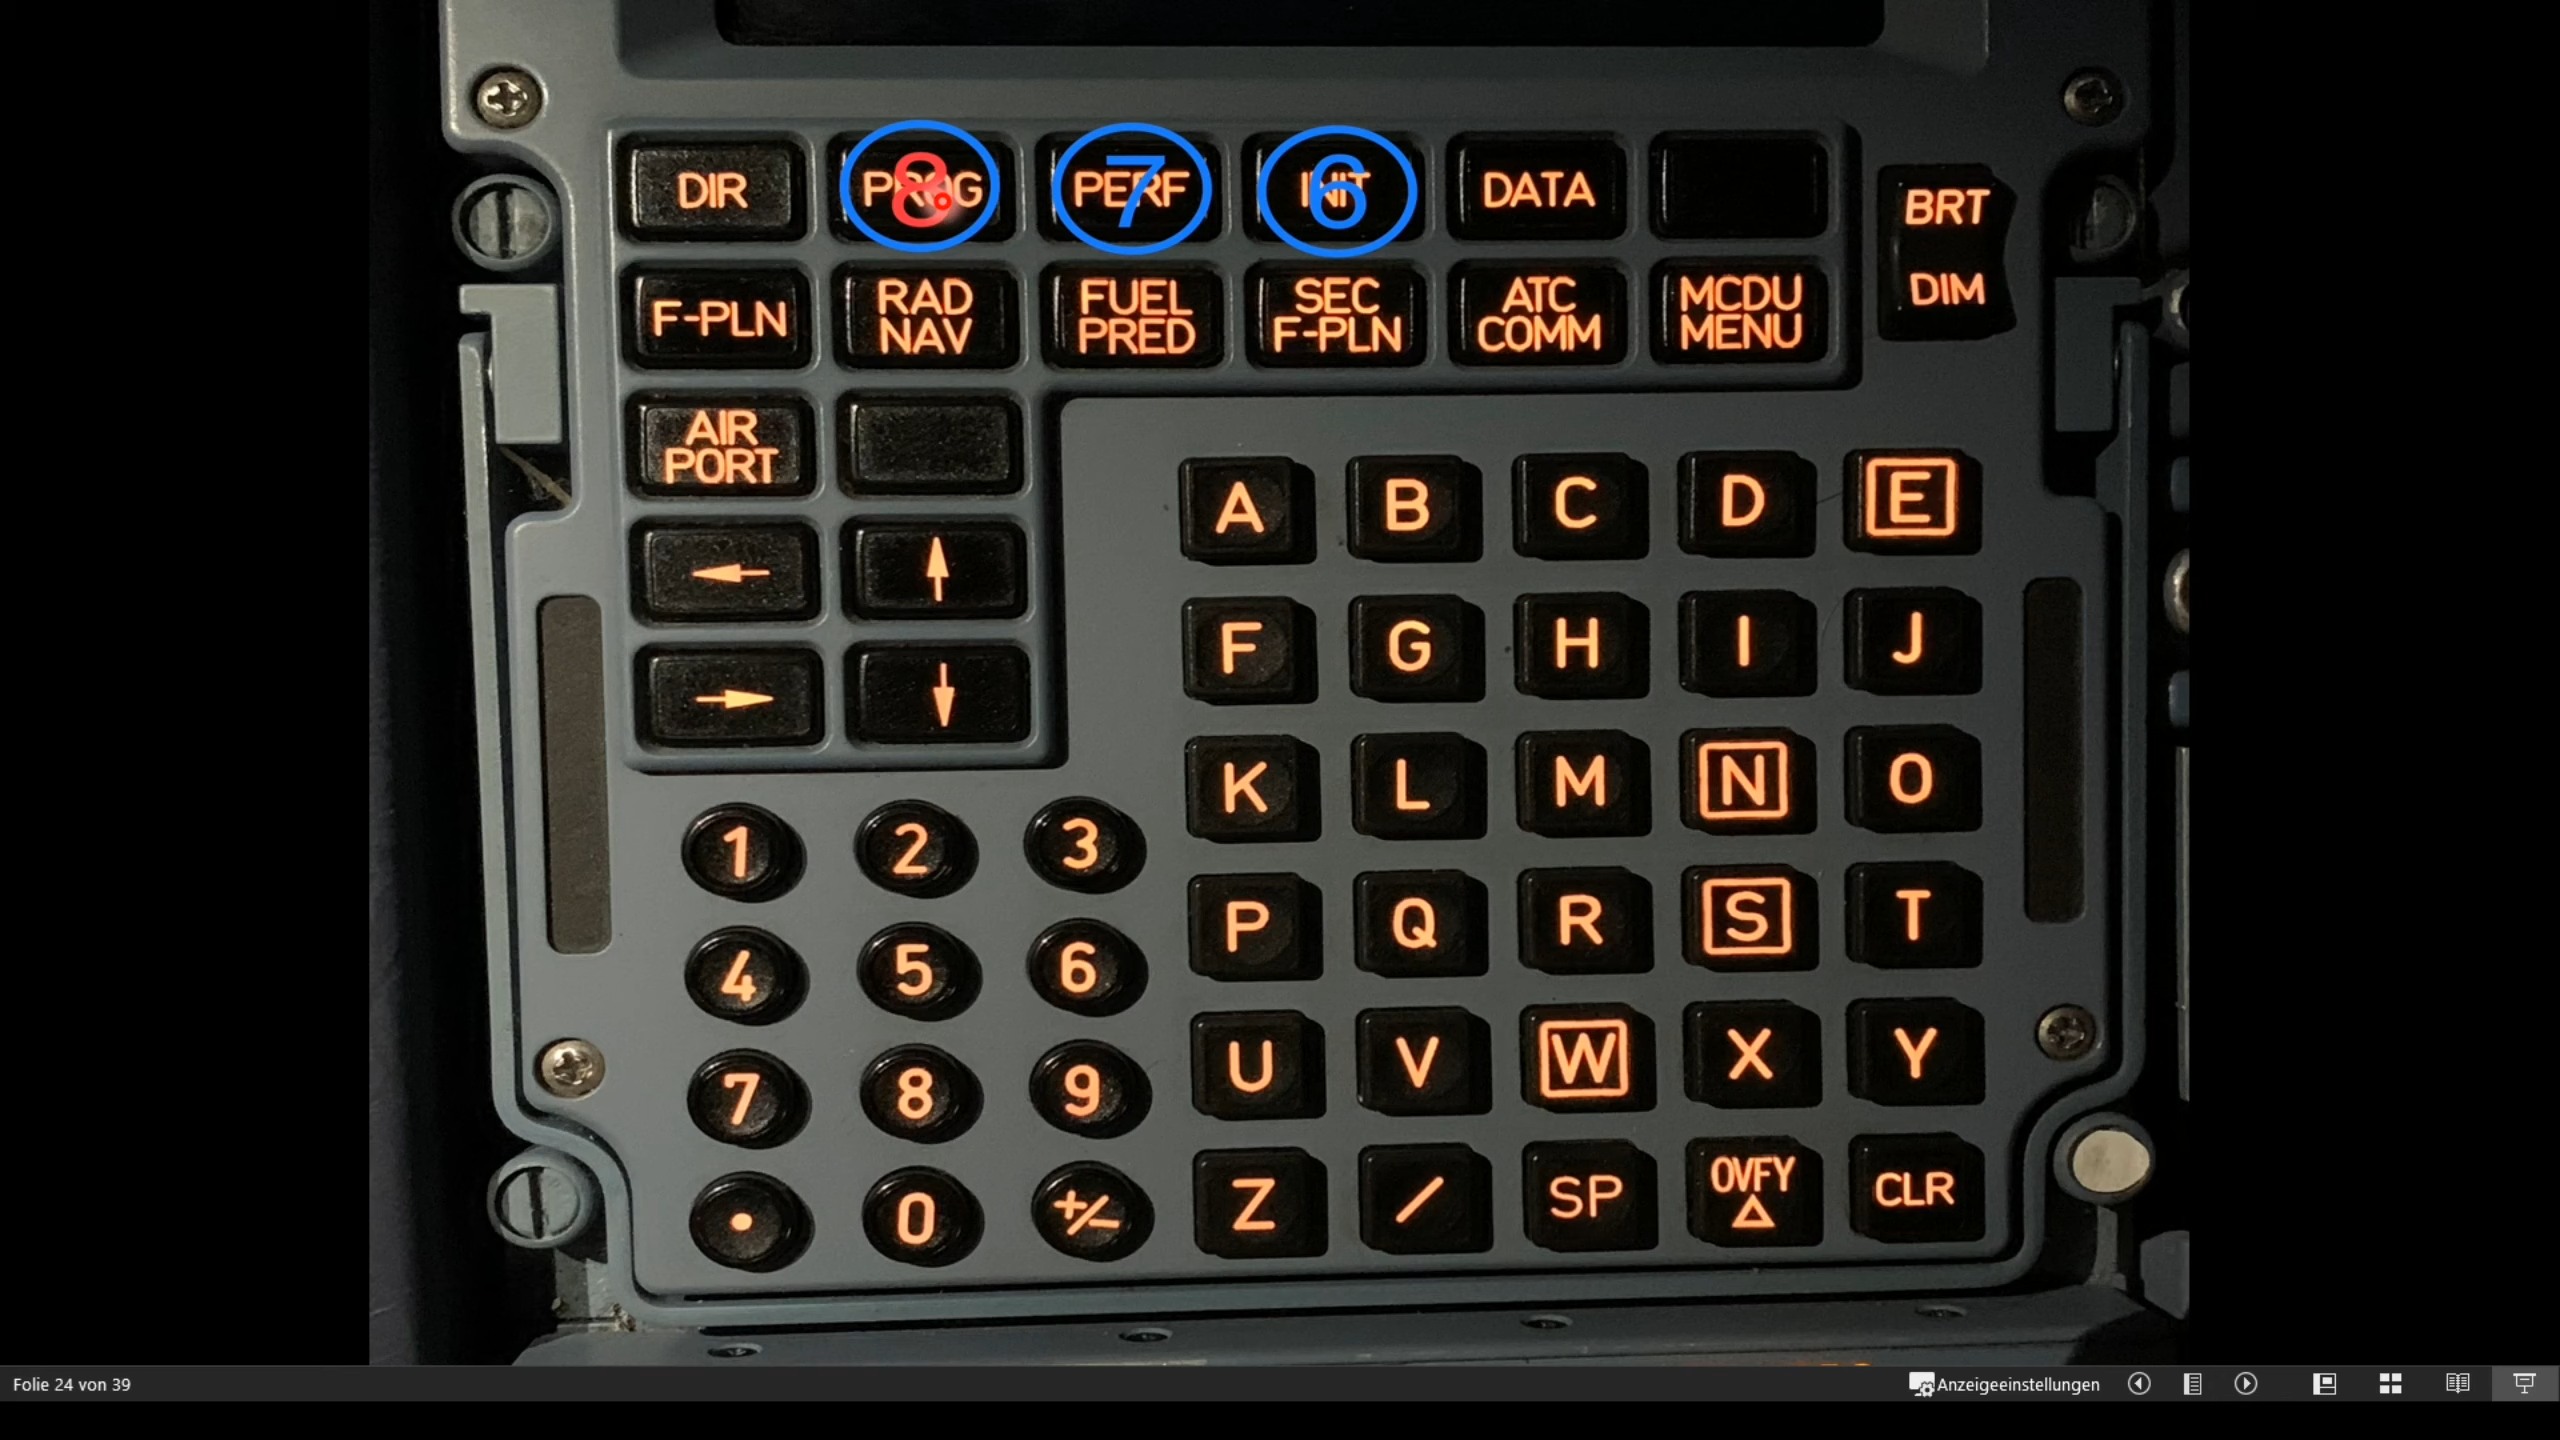 DIR PROG PERF INIT DATA
8 7 6
BRT
DIM
F-PLN RAD NAV FUEL PRED SEC F-PLN ATC COMM MCDU MENU
AIR PORT
A B C D E
F G H I J
K L M N O
1 2 3
P Q R S T
4 5 6
U V W X Y
7 8 9
Z / SP OVFY Δ CLR
. 0 +/-
Folie 24 von 39
Anzeigeeinstellungen